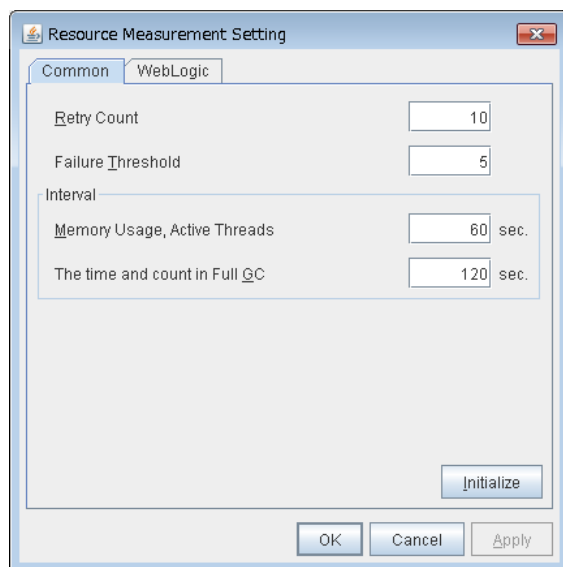 Resource Measurement Setting
Common WebLogic
Retry Count 10
Failure Threshold 5
Interval
Memory Usage, Active Threads 60 sec.
The time and count in Full GC 120 sec.
Initialize
OK Cancel Apply